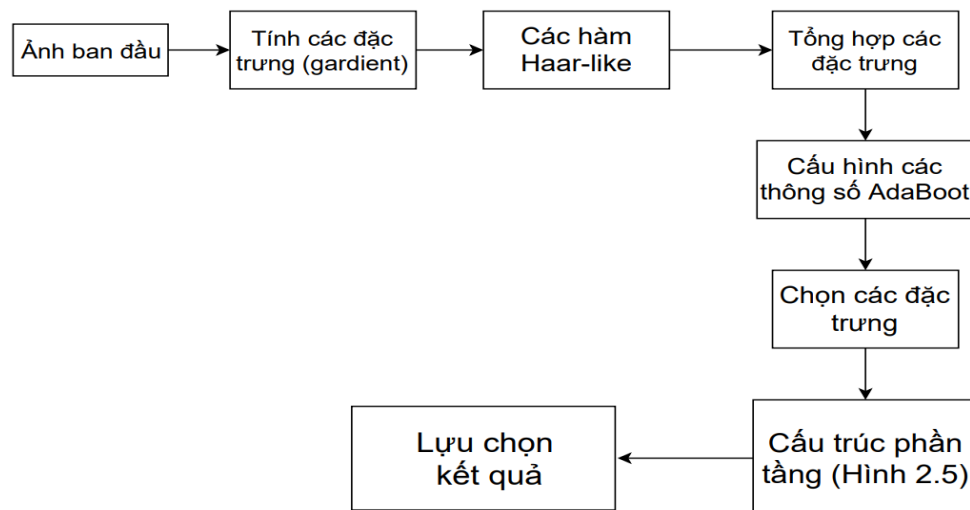 Ảnh ban đầu
Tính các đặc
trưng (gardient)
Các hàm
Haar-like
Tổng hợp các
đặc trưng
Cấu hình các
thông số AdaBoot
Chọn các đặc
trưng
Cấu trúc phần
tầng (Hình 2.5)
Lựu chọn
kết quả